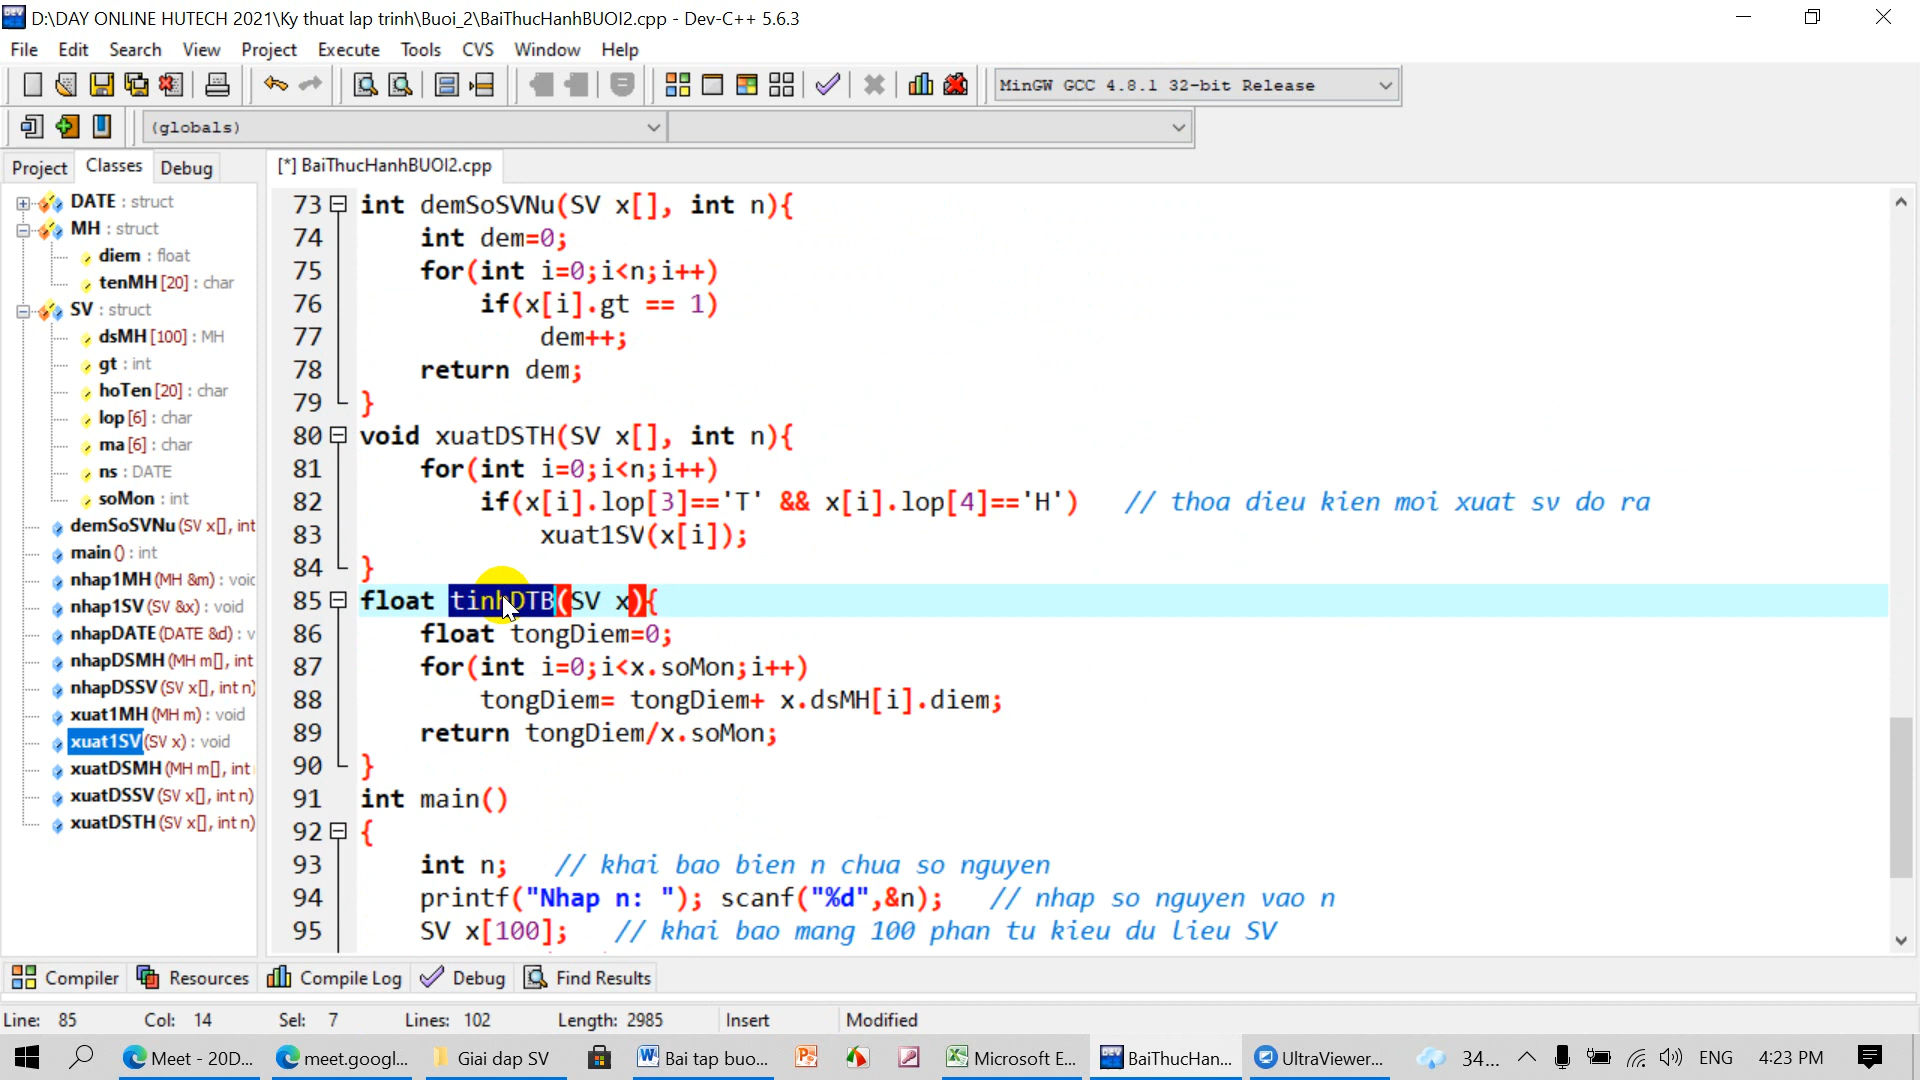 D:\DAY ONLINE HUTECH 2021\Ky thuat lap trinh\Buoi_2\BaiThucHanhBUOI2.cpp - Dev-C++ 5.6.3
File Edit Search View Project Execute Tools CVS Window Help
MinGW GCC 4.8.1 32-bit Release
(globals)
Project Classes Debug [*] BaiThucHanhBUOI2.cpp
DATE : struct
MH : struct
diem : float
tenMH [20] : char
SV : struct
dsMH [100] : MH
gt : int
hoTen [20] : char
lop [6] : char
ma [6] : char
ns : DATE
soMon : int
demSoSVNu (SV x[], int
main () : int
nhap1MH (MH &m) : voic
nhap1SV (SV &x) : void
nhapDATE (DATE &d) : v
nhapDSMH (MH m[], int
nhapDSSV (SV x[], int n)
xuat1MH (MH m) : void
xuat1SV (SV x) : void
xuatDSMH (MH m[], int
xuatDSSV (SV x[], int n)
xuatDSTH (SV x[], int n)
73 int demSoSVNu(SV x[], int n){
74 int dem=0;
75 for(int i=0;i<n;i++)
76 if(x[i].gt == 1)
77 dem++;
78 return dem;
79 }
80 void xuatDSTH(SV x[], int n){
81 for(int i=0;i<n;i++)
82 if(x[i].lop[3]=='T' && x[i].lop[4]=='H') // thoa dieu kien moi xuat sv do ra
83 xuat1SV(x[i]);
84 }
85 float tinhDTB(SV x){
86 float tongDiem=0;
87 for(int i=0;i<x.soMon;i++)
88 tongDiem= tongDiem+ x.dsMH[i].diem;
89 return tongDiem/x.soMon;
90 }
91 int main()
92 {
93 int n; // khai bao bien n chua so nguyen
94 printf("Nhap n: "); scanf("%d",&n); // nhap so nguyen vao n
95 SV x[100]; // khai bao mang 100 phan tu kieu du lieu SV
Compiler Resources Compile Log Debug Find Results
Line: 85 Col: 14 Sel: 7 Lines: 102 Length: 2985 Insert Modified
Meet - 20D... meet.googl... Giai dap SV Bai tap buo... Microsoft E... BaiThucHan... UltraViewer... 34... ENG 4:23 PM